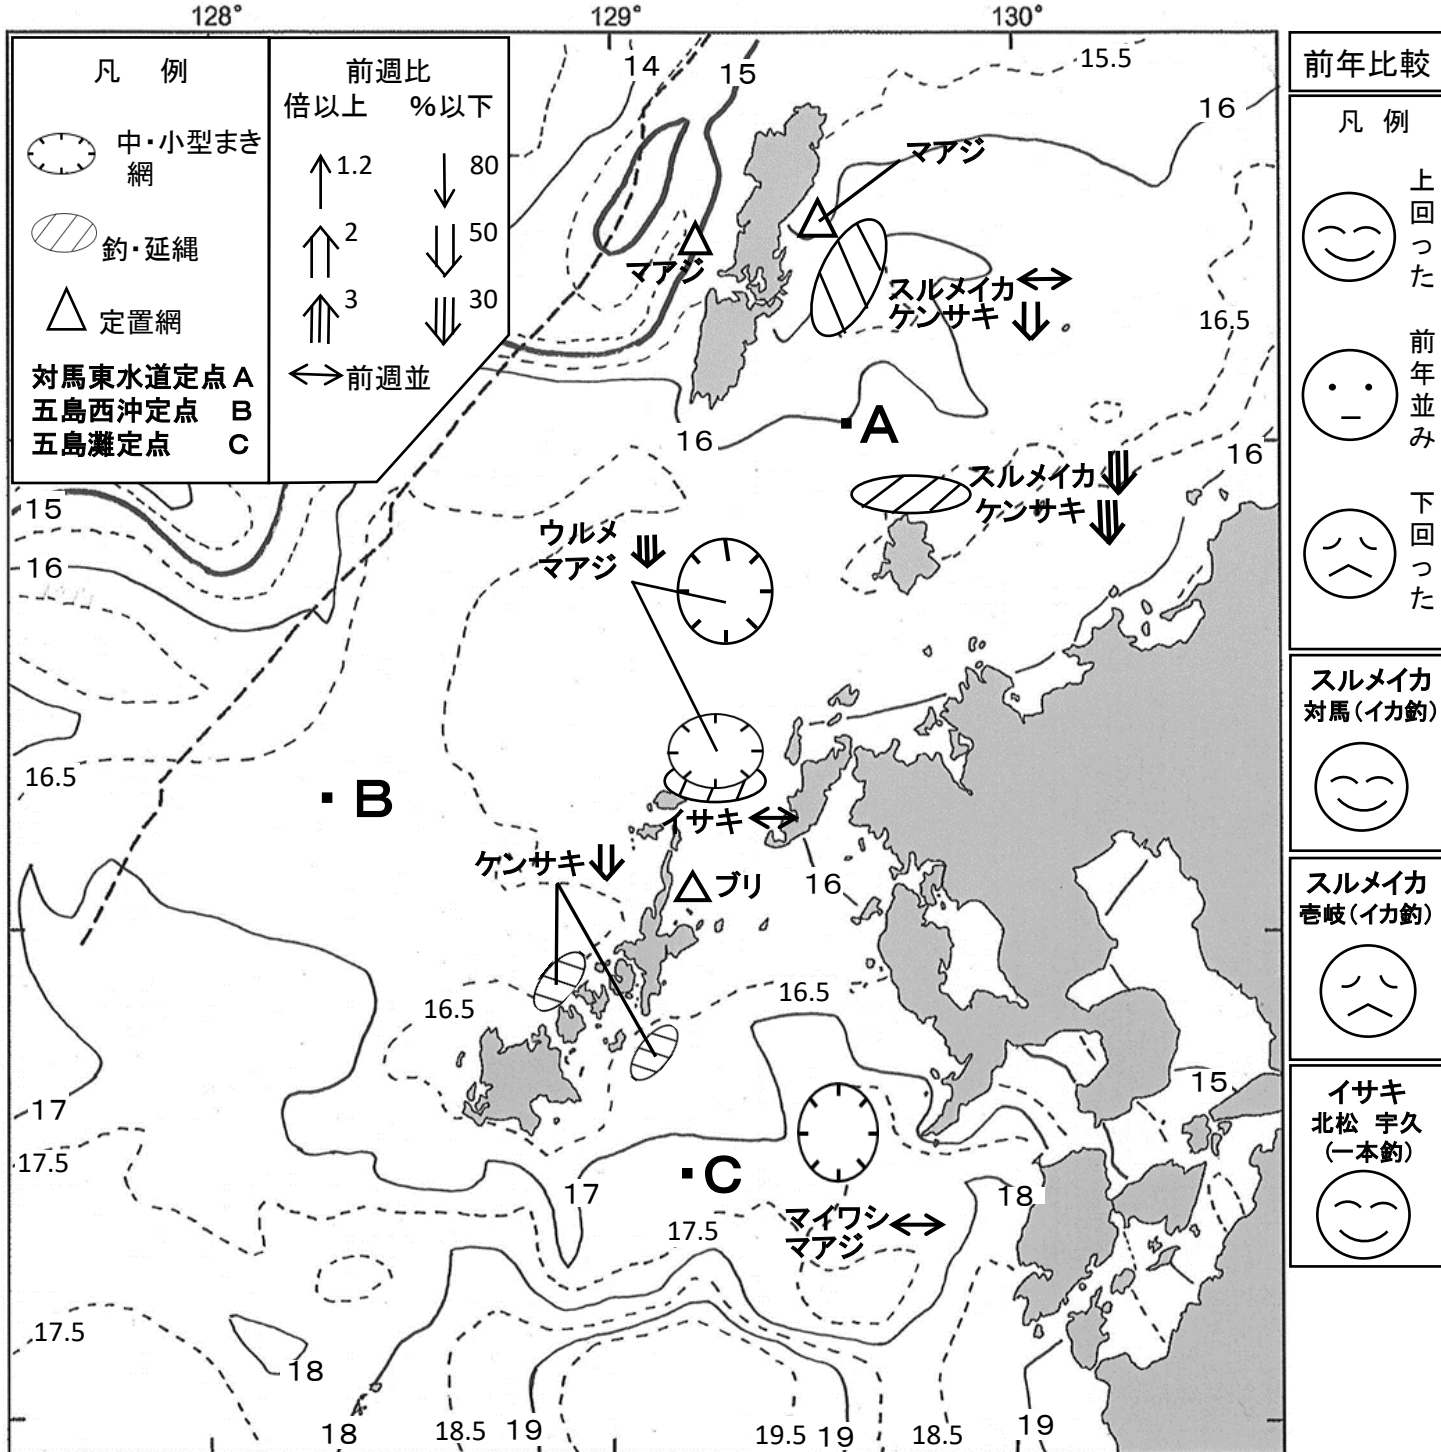 128°
129°
130°
凡 例
中・小型まき
網
釣・延縄
定置網
対馬東水道定点 A
五島西沖定点 B
五島灘定点 C
前週比
倍以上 %以下
1.2 80
2 50
3 30
前週並
14
15
15.5
16
マアジ
マアジ
スルメイカ
ケンサキ
16.5
16
A
16
スルメイカ
ケンサキ
15
ウルメ
マアジ
16
16.5
B
イサキ
ケンサキ
ブリ
16
16.5
16.5
17
15
17.5
17
C
18
マイワシ
マアジ
17.5
17.5
18
18
18.5
19
19.5
19
18.5
19
前年比較
凡 例
上回った
前年並み
下回った
スルメイカ
対馬(イカ釣)
スルメイカ
壱岐(イカ釣)
イサキ
北松 宇久
(一本釣)